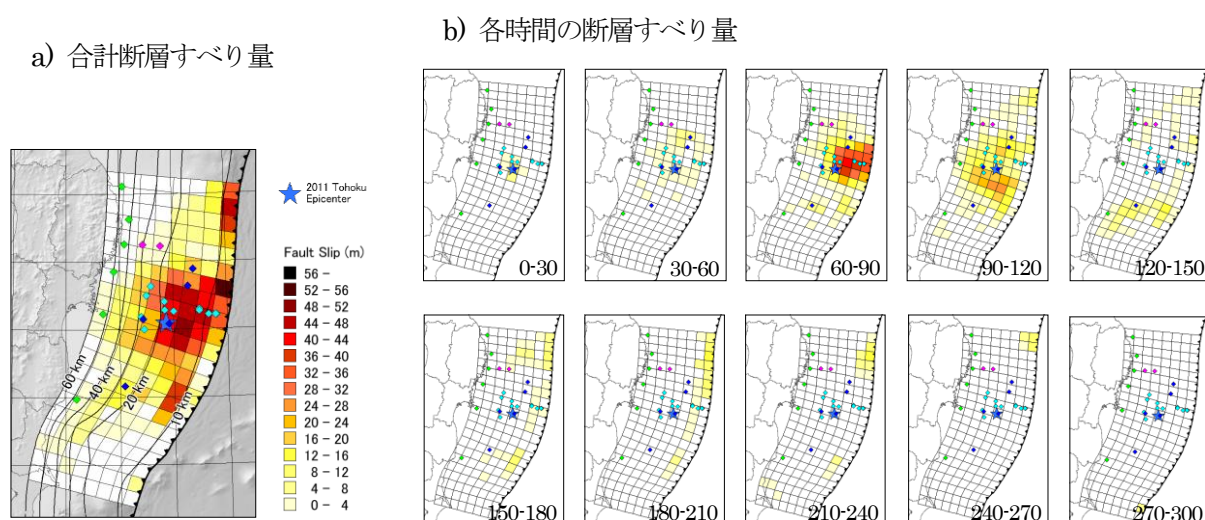 a) 合計断層すべり量
b) 各時間の断層すべり量
2011 Tohoku
Epicenter
Fault Slip (m)
56 -
52 - 56
48 - 52
44 - 48
40 - 44
36 - 40
32 - 36
28 - 32
24 - 28
20 - 24
16 - 20
12 - 16
8 - 12
4 - 8
0 - 4
60 km
40 km
20 km
10 km
0-30
30-60
60-90
90-120
120-150
150-180
180-210
210-240
240-270
270-300